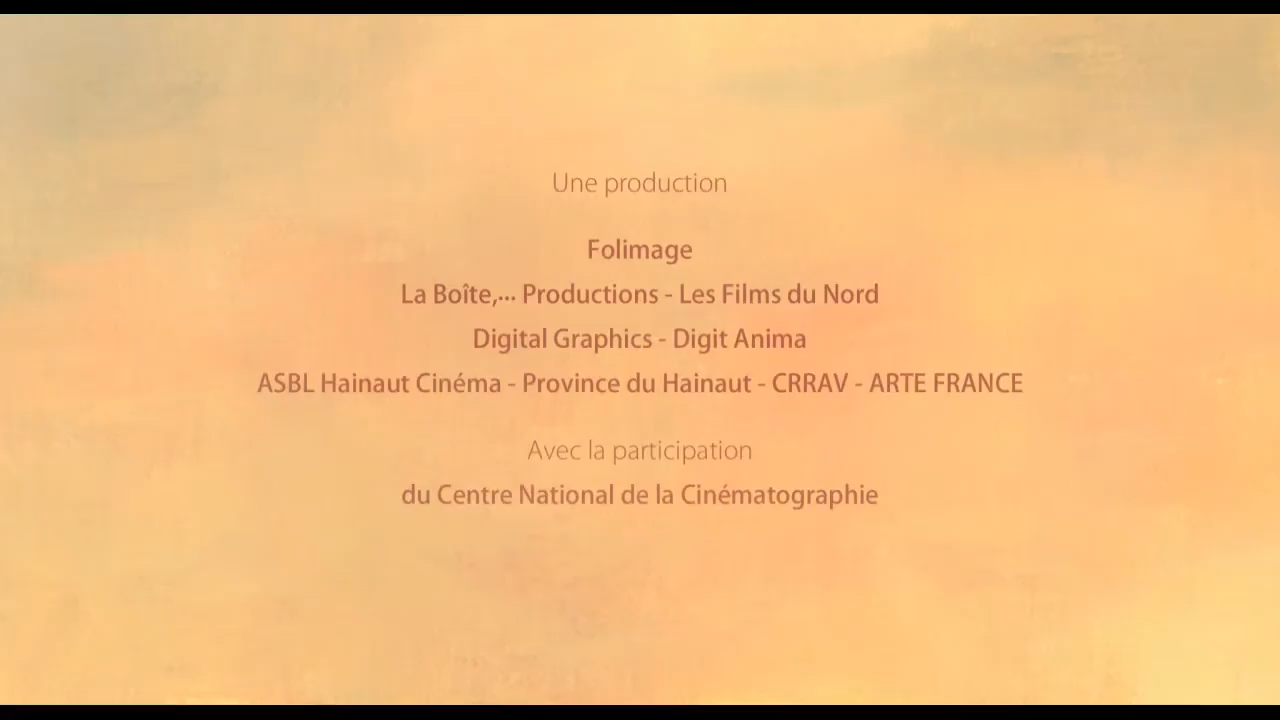 Une production
Folimage
La Boîte,... Productions - Les Films du Nord
Digital Graphics - Digit Anima
ASBL Hainaut Cinéma - Province du Hainaut - CRRAV - ARTE FRANCE
Avec la participation
du Centre National de la Cinématographie